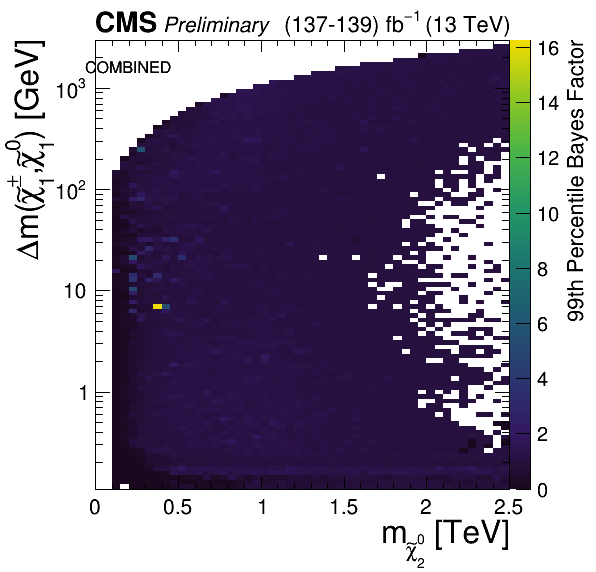 CMS Preliminary (137-139) fb⁻¹ (13 TeV)
COMBINED
Δm(χ̃₁±,χ̃₁⁰) [GeV]
10³
10²
10
1
0 0.5 1 1.5 2 2.5
m_χ̃₂⁰ [TeV]
16
14
12
10
8
6
4
2
0
99th Percentile Bayes Factor